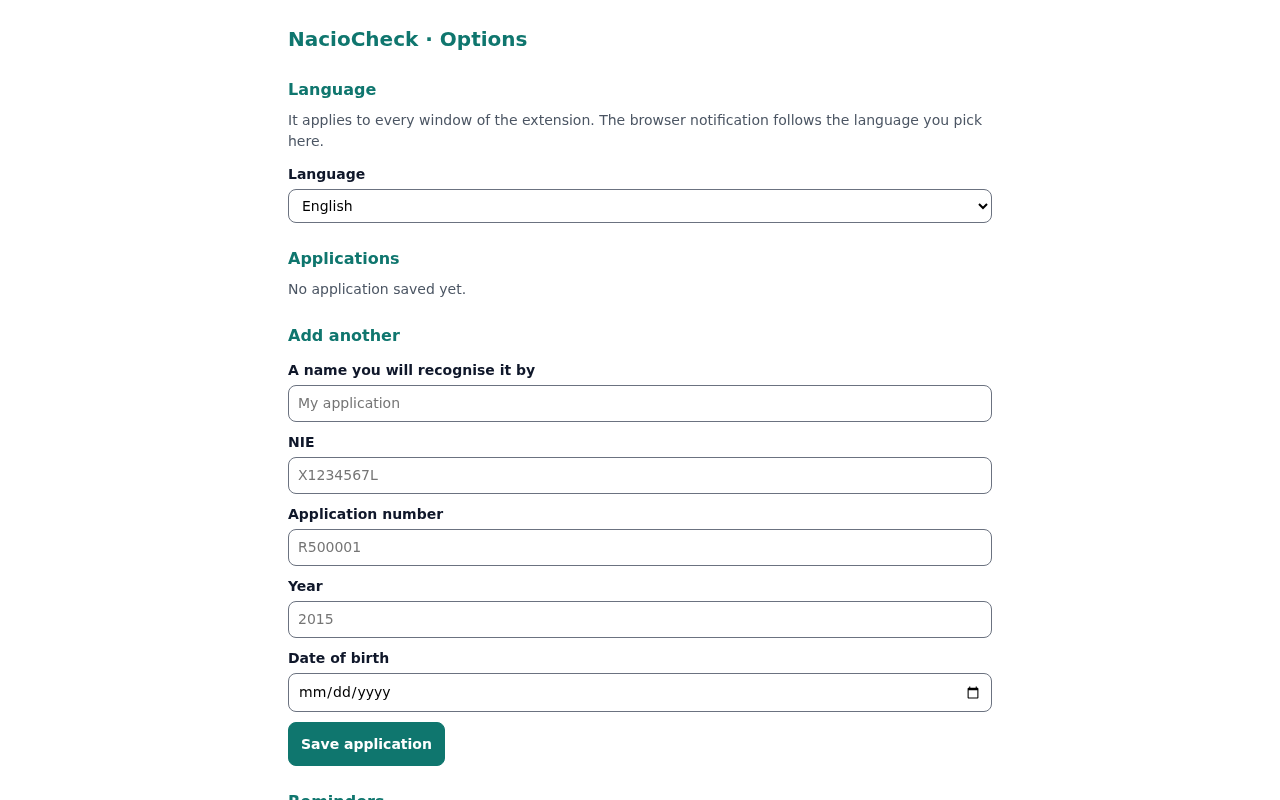 NacioCheck · Options
Language
It applies to every window of the extension. The browser notification follows the language you pick
here.
Language
English
Applications
No application saved yet.
Add another
A name you will recognise it by
My application
NIE
X1234567L
Application number
R500001
Year
2015
Date of birth
mm/dd/yyyy
Save application
Reminders